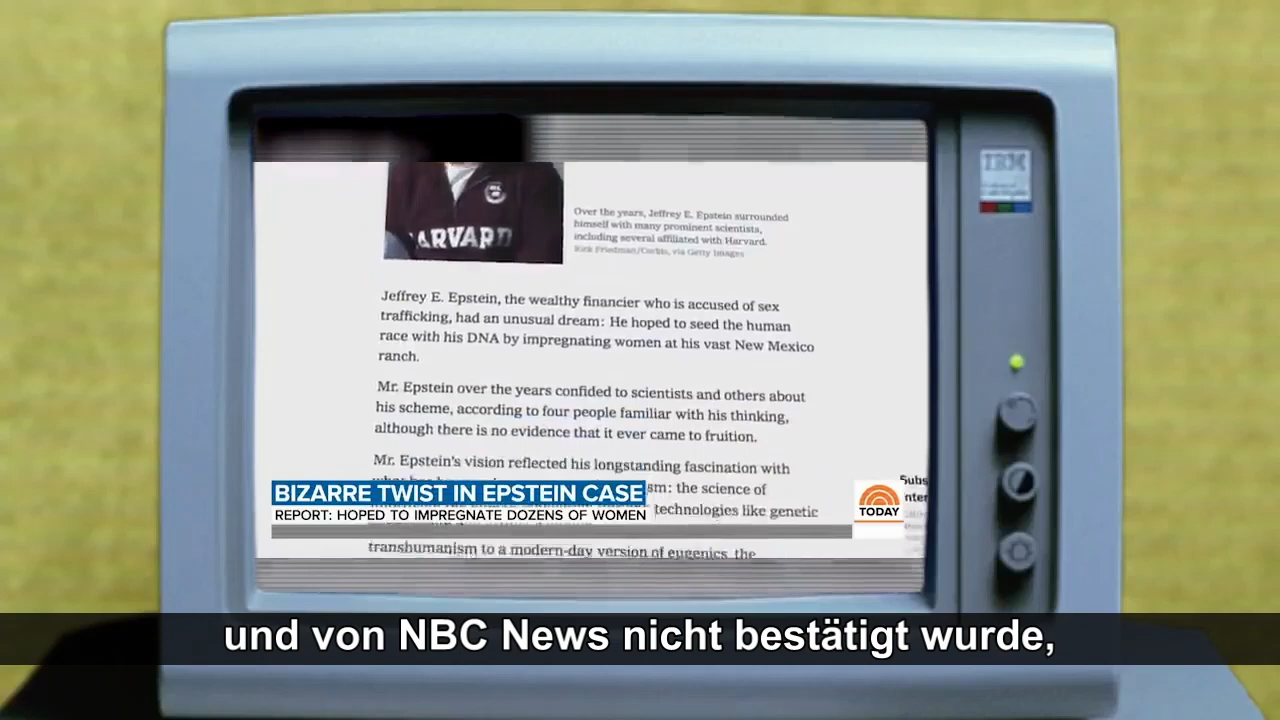 IBM
ARVARD
Over the years, Jeffrey E. Epstein surrounded
himself with many prominent scientists,
including several affiliated with Harvard.
Rick Friedman/Corbis, via Getty Images
Jeffrey E. Epstein, the wealthy financier who is accused of sex
trafficking, had an unusual dream: He hoped to seed the human
race with his DNA by impregnating women at his vast New Mexico
ranch.
Mr. Epstein over the years confided to scientists and others about
his scheme, according to four people familiar with his thinking,
although there is no evidence that it ever came to fruition.
Mr. Epstein's vision reflected his longstanding fascination with
sm: the science of
technologies like genetic
transhumanism to a modern-day version of eugenics, the
Subs
nter
BIZARRE TWIST IN EPSTEIN CASE
REPORT: HOPED TO IMPREGNATE DOZENS OF WOMEN
TODAY
und von NBC News nicht bestätigt wurde,